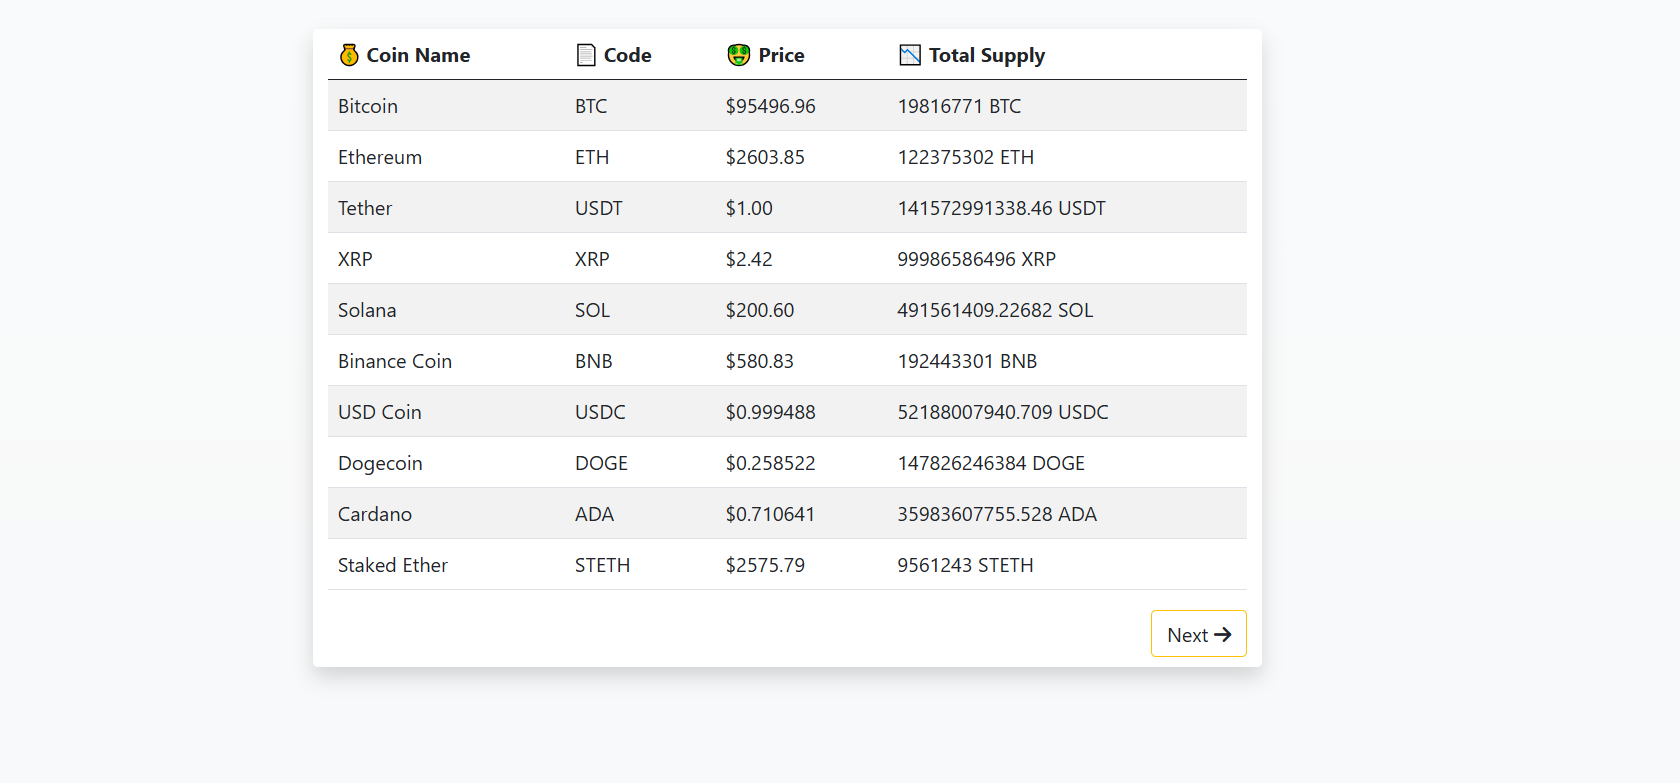 Coin Name Code Price Total Supply
Bitcoin BTC $95496.96 19816771 BTC
Ethereum ETH $2603.85 122375302 ETH
Tether USDT $1.00 141572991338.46 USDT
XRP XRP $2.42 99986586496 XRP
Solana SOL $200.60 491561409.22682 SOL
Binance Coin BNB $580.83 192443301 BNB
USD Coin USDC $0.999488 52188007940.709 USDC
Dogecoin DOGE $0.258522 147826246384 DOGE
Cardano ADA $0.710641 35983607755.528 ADA
Staked Ether STETH $2575.79 9561243 STETH
Next →